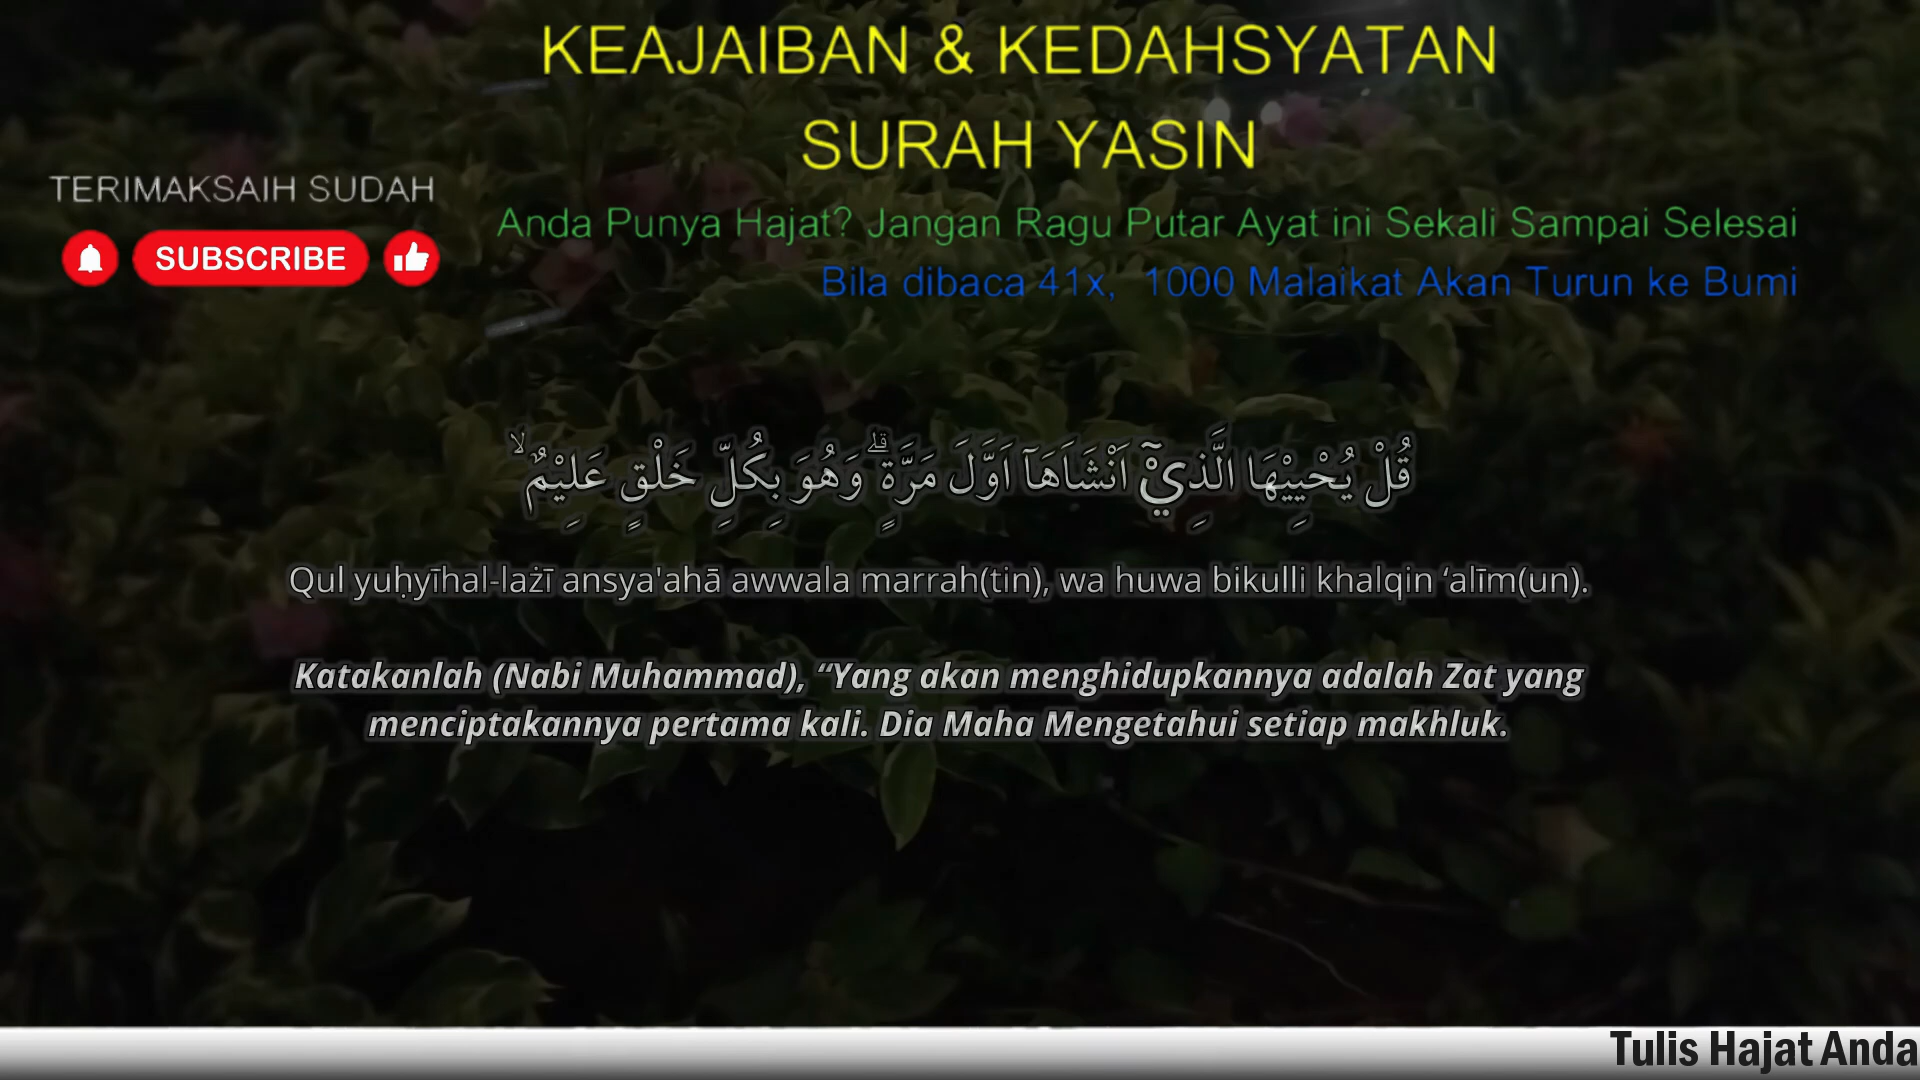 KEAJAIBAN & KEDAHSYATAN
SURAH YASIN
TERIMAKSAIH SUDAH
SUBSCRIBE
Anda Punya Hajat? Jangan Ragu Putar Ayat ini Sekali Sampai Selesai
Bila dibaca 41x, 1000 Malaikat Akan Turun ke Bumi
قُلْ يُحْيِيْهَا الَّذِيْٓ اَنْشَاَهَآ اَوَّلَ مَرَّةٍ ۗوَهُوَ بِكُلِّ خَلْقٍ عَلِيْمٌ ۙ
Qul yuḥyīhal-lażī ansya'ahā awwala marrah(tin), wa huwa bikulli khalqin ‘alīm(un).
Katakanlah (Nabi Muhammad), “Yang akan menghidupkannya adalah Zat yang
menciptakannya pertama kali. Dia Maha Mengetahui setiap makhluk.
Tulis Hajat Anda